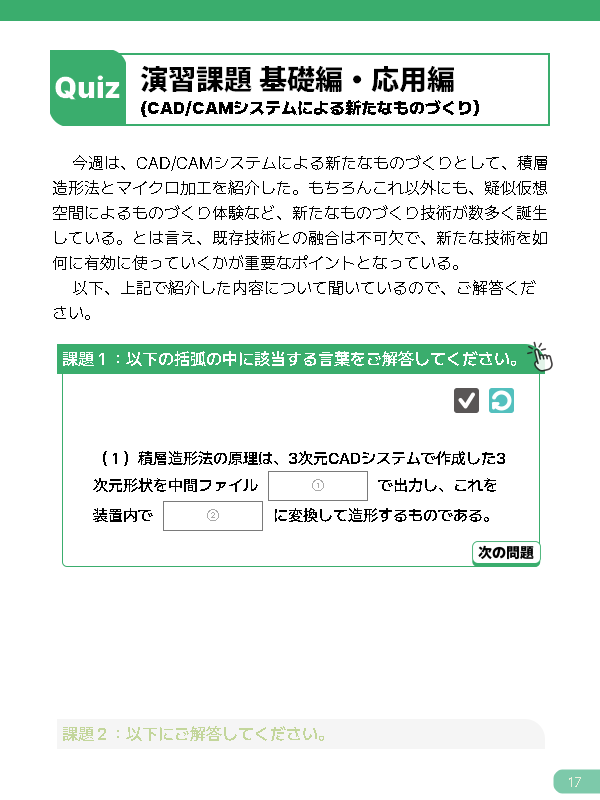 Quiz
演習課題 基礎編・応用編
(CAD/CAMシステムによる新たなものづくり)
今週は、CAD/CAMシステムによる新たなものづくりとして、積層
造形法とマイクロ加工を紹介した。もちろんこれ以外にも、疑似仮想
空間によるものづくり体験など、新たなものづくり技術が数多く誕生
している。とは言え、既存技術との融合は不可欠で、新たな技術を如
何に有効に使っていくかが重要なポイントとなっている。
以下、上記で紹介した内容について聞いているので、ご解答くだ
さい。
課題１：以下の括弧の中に該当する言葉をご解答してください。
（１）積層造形法の原理は、3次元CADシステムで作成した3
次元形状を中間ファイル ① で出力し、これを
装置内で ② に変換して造形するものである。
次の問題
課題２：以下にご解答してください。
17